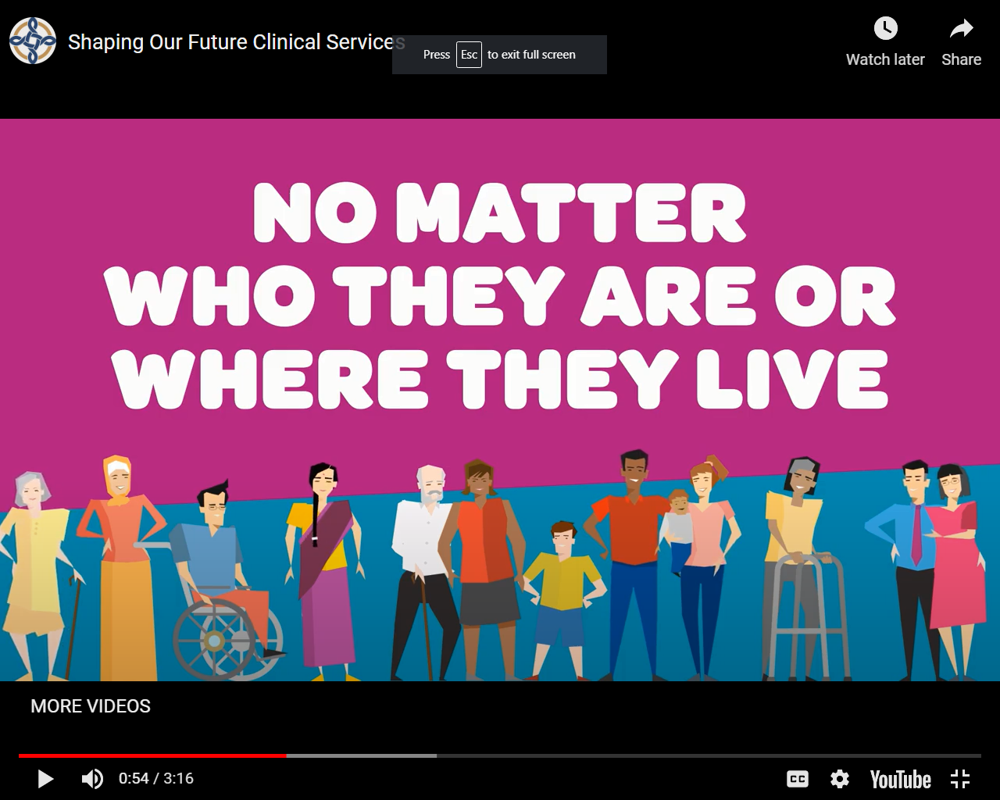 Shaping Our Future Clinical Services
Press Esc to exit full screen
Watch later
Share
NO MATTER
WHO THEY ARE OR
WHERE THEY LIVE
MORE VIDEOS
0:54 / 3:16
CC
YouTube